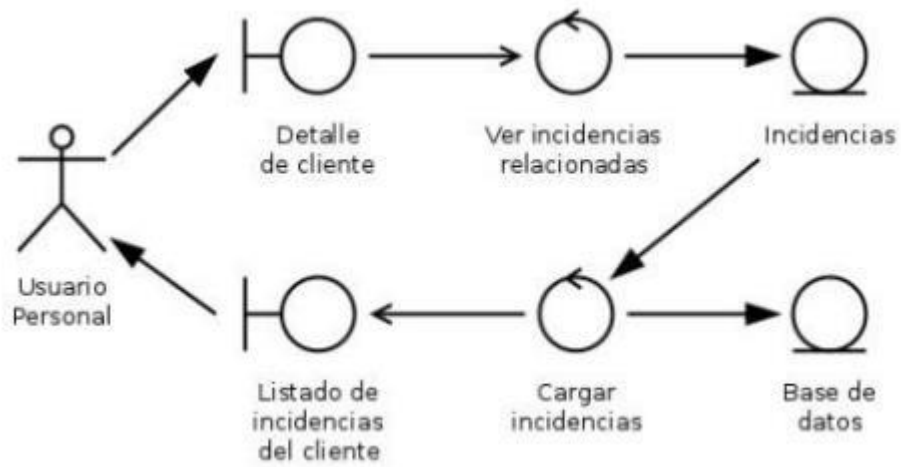 Detalle
de cliente
Ver incidencias
relacionadas
Incidencias
Usuario
Personal
Listado de
incidencias
del cliente
Cargar
incidencias
Base de
datos